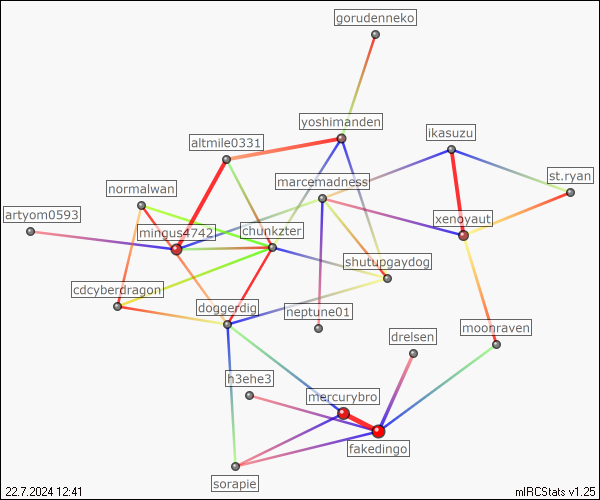 gorudenneko
yoshimanden
ikasuzu
altmile0331
st.ryan
marcemadness
normalwan
artyom0593
xenoyaut
mingus4742
chunkzter
shutupgaydog
cdcyberdragon
doggerdig
neptune01
moonraven
drelsen
h3ehe3
mercurybro
fakedingo
sorapie
22.7.2024 12:41
mIRCStats v1.25